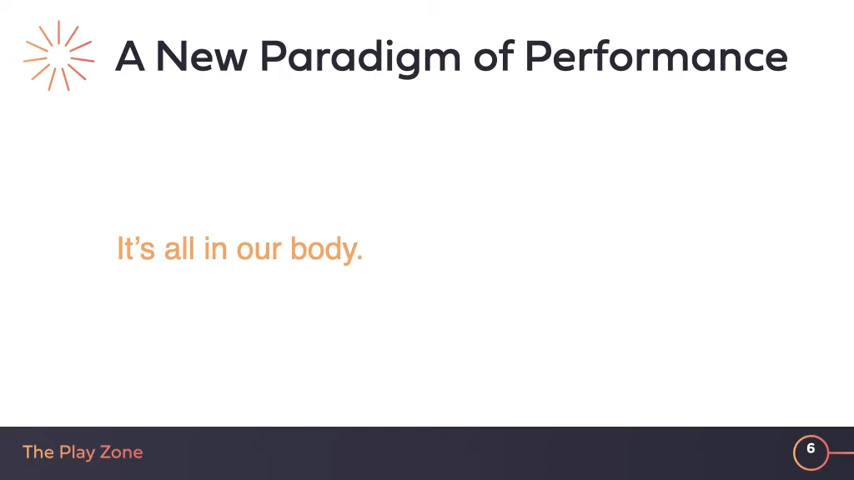 A New Paradigm of Performance
It’s all in our body.
The Play Zone
6